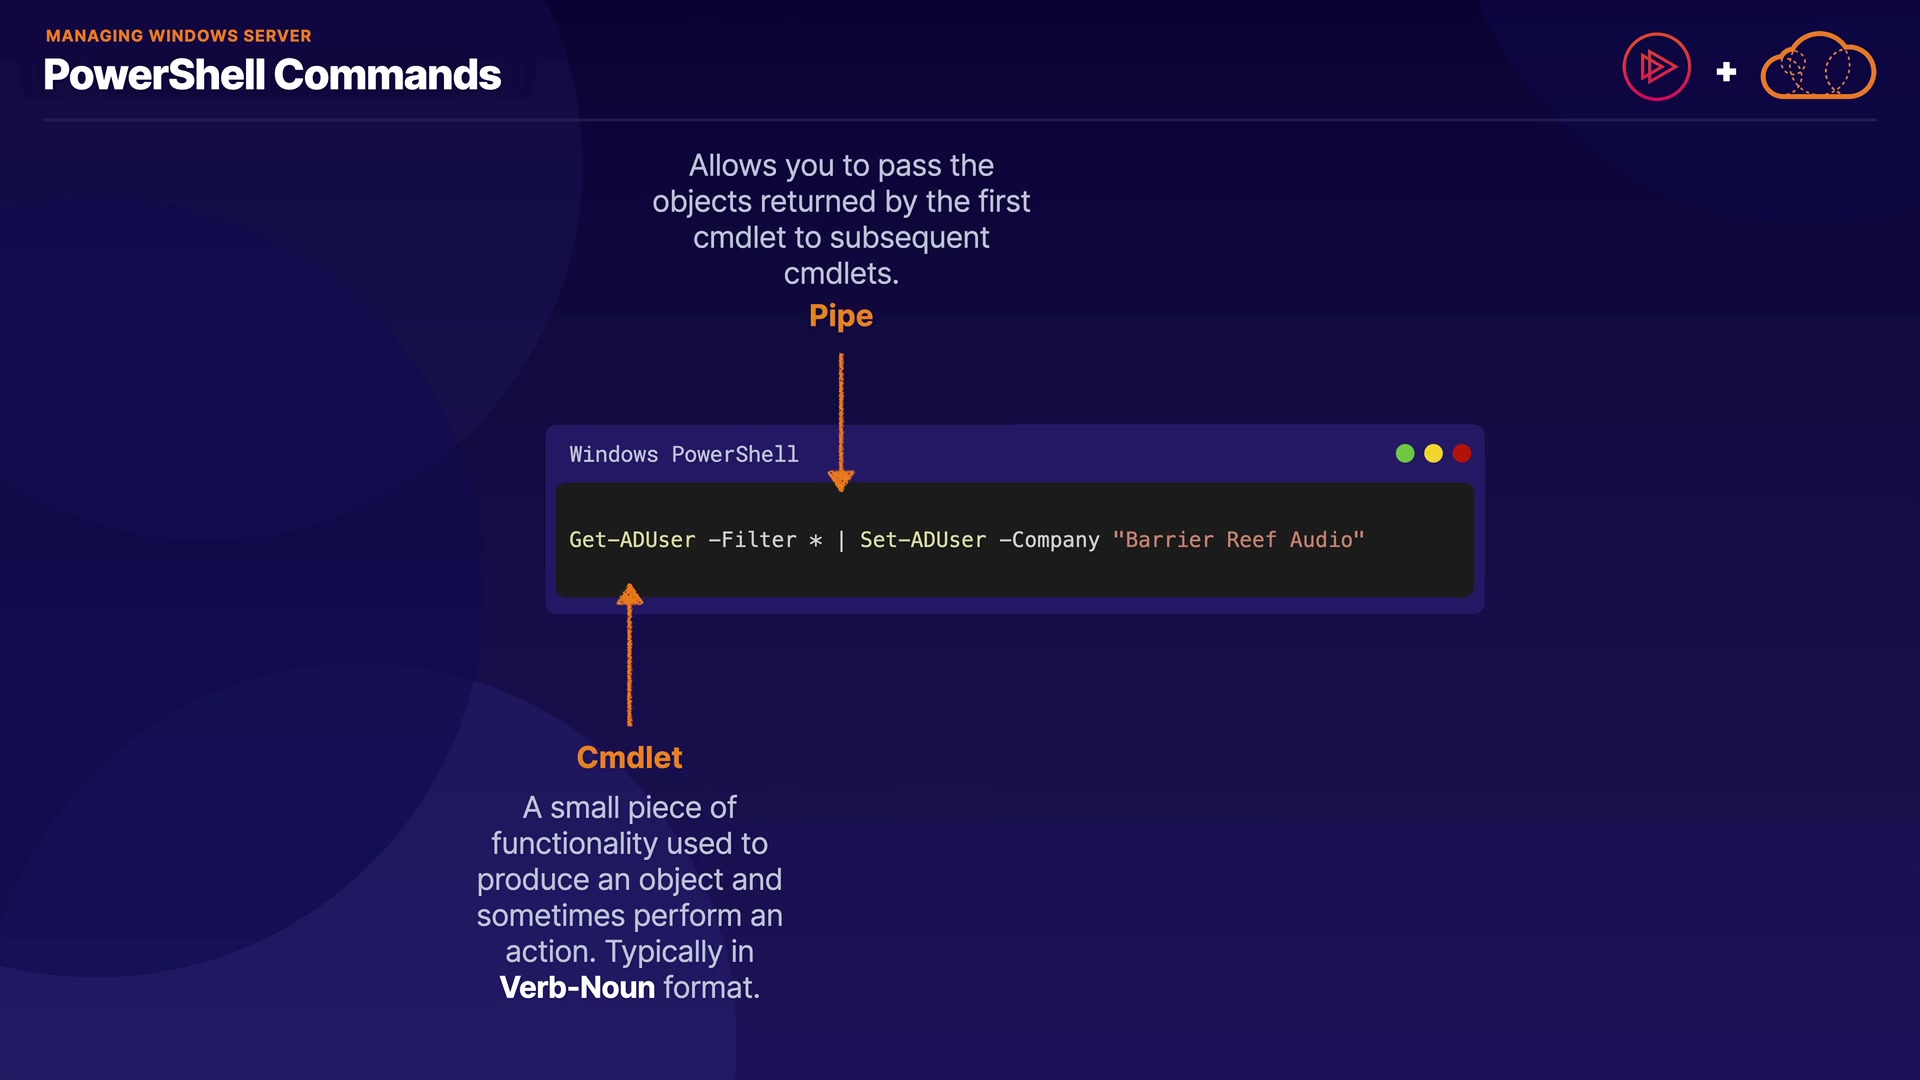 MANAGING WINDOWS SERVER
PowerShell Commands
+
Allows you to pass the
objects returned by the first
cmdlet to subsequent
cmdlets.
Pipe
Windows PowerShell
Get-ADUser -Filter * | Set-ADUser -Company "Barrier Reef Audio"
Cmdlet
A small piece of
functionality used to
produce an object and
sometimes perform an
action. Typically in
Verb-Noun format.